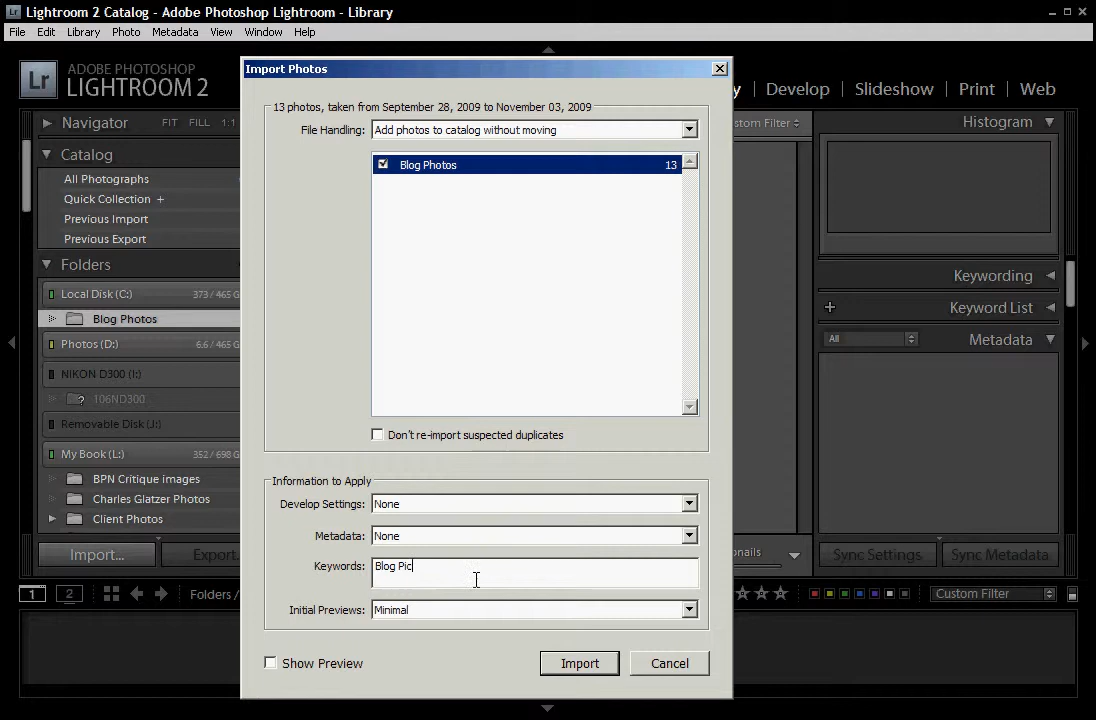 Lr Lightroom 2 Catalog - Adobe Photoshop Lightroom - Library
File Edit Library Photo Metadata View Window Help
Lr ADOBE PHOTOSHOP
LIGHTROOM 2
Develop Slideshow Print Web
Navigator FIT FILL 1:1
Catalog
All Photographs
Quick Collection +
Previous Import
Previous Export
Folders
Local Disk (C:) 373 / 465 G
Blog Photos
Photos (D:) 6.6 / 465 G
NIKON D300 (I:)
? 106ND300
Removable Disk (J:)
My Book (L:) 352 / 698 G
BPN Critique images
Charles Glatzer Photos
Client Photos
Import... Export
Import Photos
13 photos, taken from September 28, 2009 to November 03, 2009
File Handling: Add photos to catalog without moving
Blog Photos 13
Don't re-import suspected duplicates
Information to Apply
Develop Settings: None
Metadata: None
Keywords: Blog Pic
Initial Previews: Minimal
Show Preview Import Cancel
Custom Filter
Histogram
Keywording
Keyword List
All Metadata
Sync Settings Sync Metadata
1 2 Folders / Custom Filter